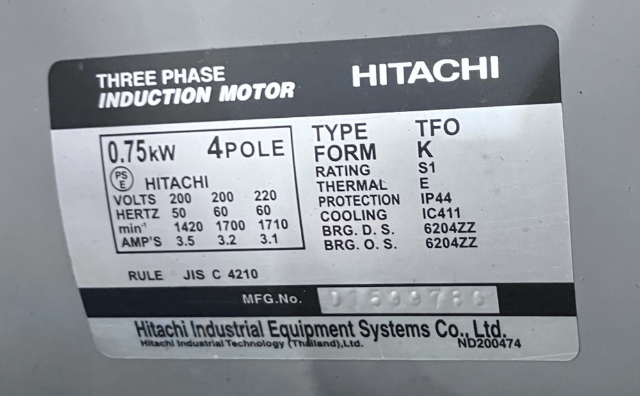 THREE PHASE
INDUCTION MOTOR
HITACHI
0.75kW 4POLE
PS
E HITACHI
VOLTS 200 200 220
HERTZ 50 60 60
min⁻¹ 1420 1700 1710
AMP'S 3.5 3.2 3.1
RULE JIS C 4210
TYPE TFO
FORM K
RATING S1
THERMAL E
PROTECTION IP44
COOLING IC411
BRG. D. S. 6204ZZ
BRG. O. S. 6204ZZ
MFG.No.
Hitachi Industrial Equipment Systems Co., Ltd.
Hitachi Industrial Technology (Thailand),Ltd. ND200474